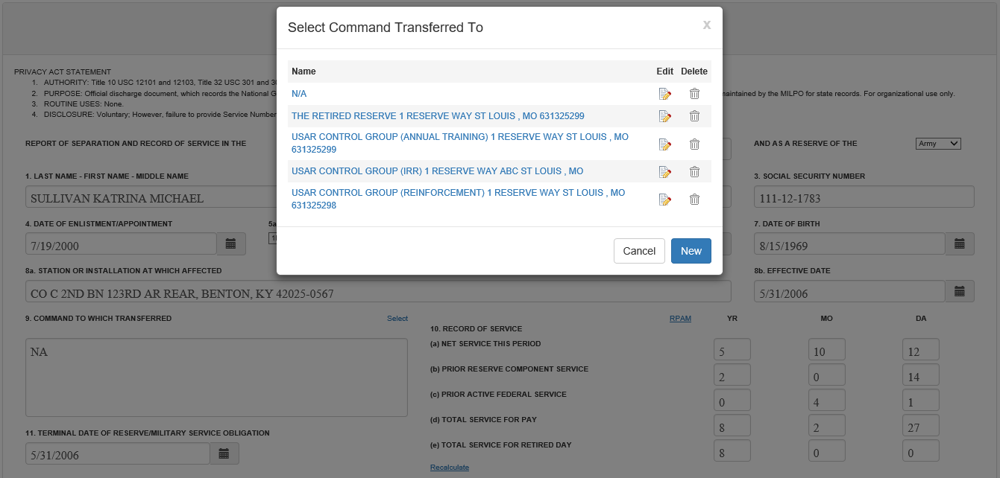 Select Command Transferred To
X
Name Edit Delete
N/A
THE RETIRED RESERVE 1 RESERVE WAY ST LOUIS , MO 631325299
USAR CONTROL GROUP (ANNUAL TRAINING) 1 RESERVE WAY ST LOUIS , MO
631325299
USAR CONTROL GROUP (IRR) 1 RESERVE WAY ABC ST LOUIS , MO
USAR CONTROL GROUP (REINFORCEMENT) 1 RESERVE WAY ST LOUIS , MO
631325298
Cancel New
PRIVACY ACT STATEMENT
1. AUTHORITY: Title 10 USC 12101 and 12103, Title 32 USC 301 and
2. PURPOSE: Official discharge document, which records the National maintained by the MILPO for state records. For organizational use only.
3. ROUTINE USES: None.
4. DISCLOSURE: Voluntary; However, failure to provide Service Number
REPORT OF SEPARATION AND RECORD OF SERVICE IN THE AND AS A RESERVE OF THE Army
1. LAST NAME - FIRST NAME - MIDDLE NAME 3. SOCIAL SECURITY NUMBER
SULLIVAN KATRINA MICHAEL 111-12-1783
4. DATE OF ENLISTMENT/APPOINTMENT 5a 7. DATE OF BIRTH
7/19/2000 8/15/1969
8a. STATION OR INSTALLATION AT WHICH AFFECTED 8b. EFFECTIVE DATE
CO C 2ND BN 123RD AR REAR, BENTON, KY 42025-0567 5/31/2006
9. COMMAND TO WHICH TRANSFERRED Select
NA
10. RECORD OF SERVICE RPAM YR MO DA
(a) NET SERVICE THIS PERIOD 5 10 12
(b) PRIOR RESERVE COMPONENT SERVICE 2 0 14
(c) PRIOR ACTIVE FEDERAL SERVICE 0 4 1
(d) TOTAL SERVICE FOR PAY 8 2 27
(e) TOTAL SERVICE FOR RETIRED DAY 8 0 0
Recalculate
11. TERMINAL DATE OF RESERVE/MILITARY SERVICE OBLIGATION
5/31/2006